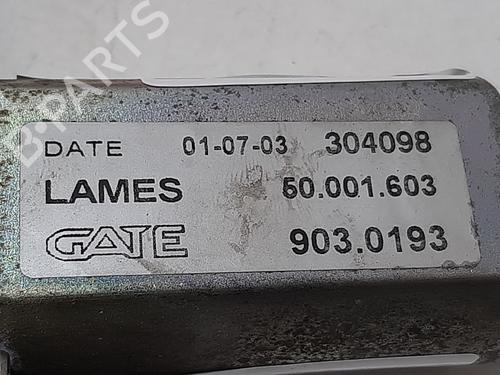 B-PARTS
DATE 01-07-03 304098
LAMES 50.001.603
GATE 903.0193